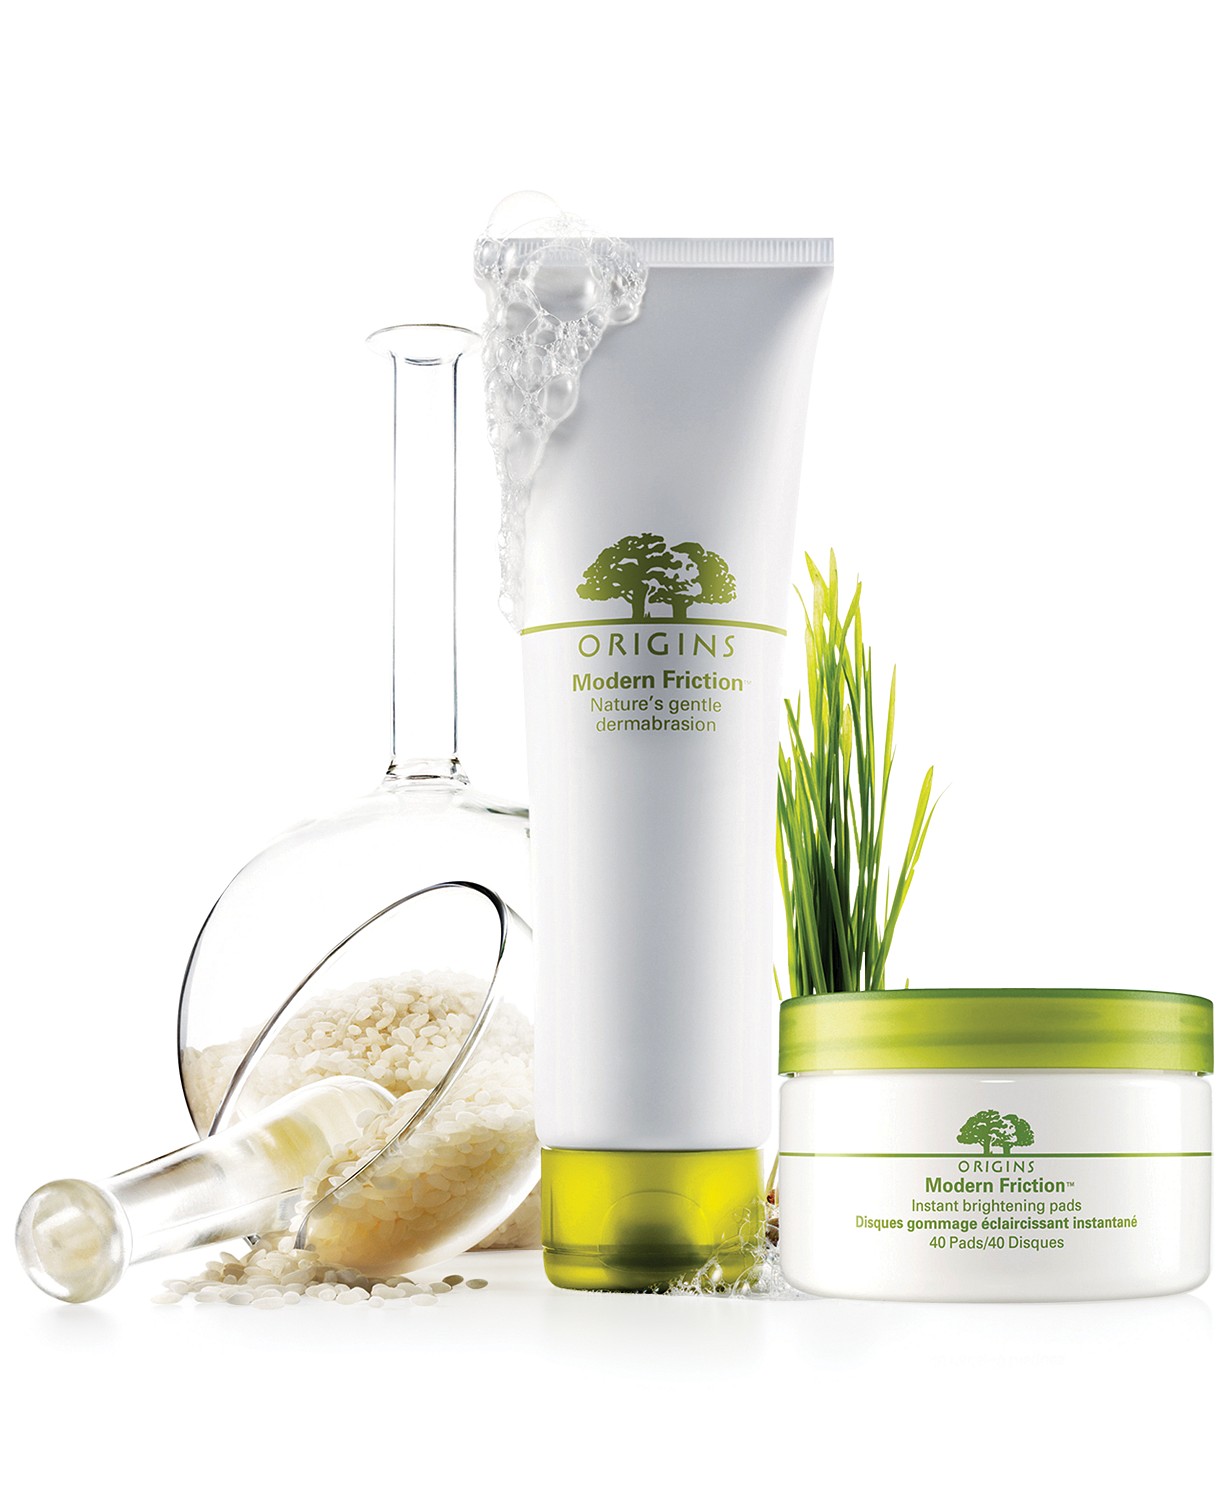 ORIGINS
Modern Friction™
Nature's gentle
dermabrasion
ORIGINS
Modern Friction™
Instant brightening pads
Disques gommage éclaircissant instantané
40 Pads/40 Disques